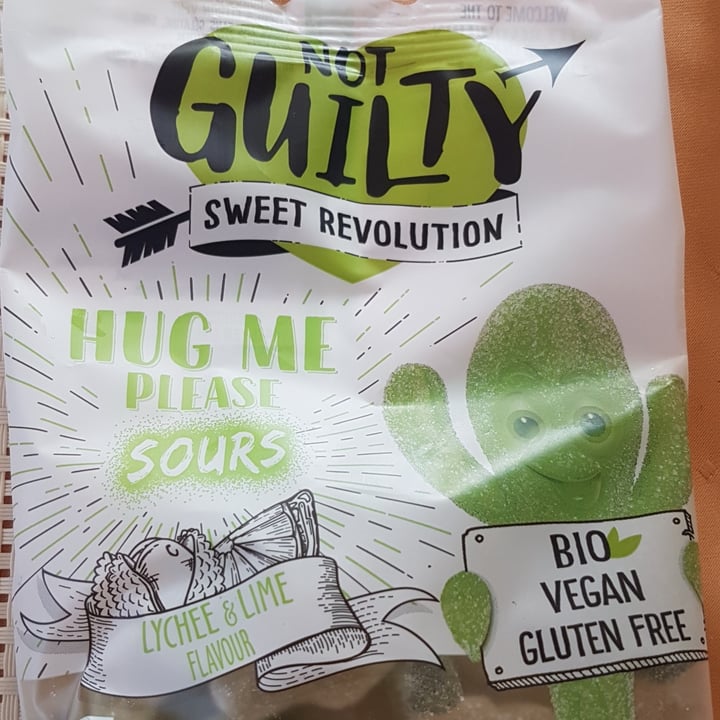 WELCOME TO THE
NOT
GUILTY
SWEET REVOLUTION
HUG ME
PLEASE
SOURS
LYCHEE & LIME
FLAVOUR
BIO
VEGAN
GLUTEN FREE